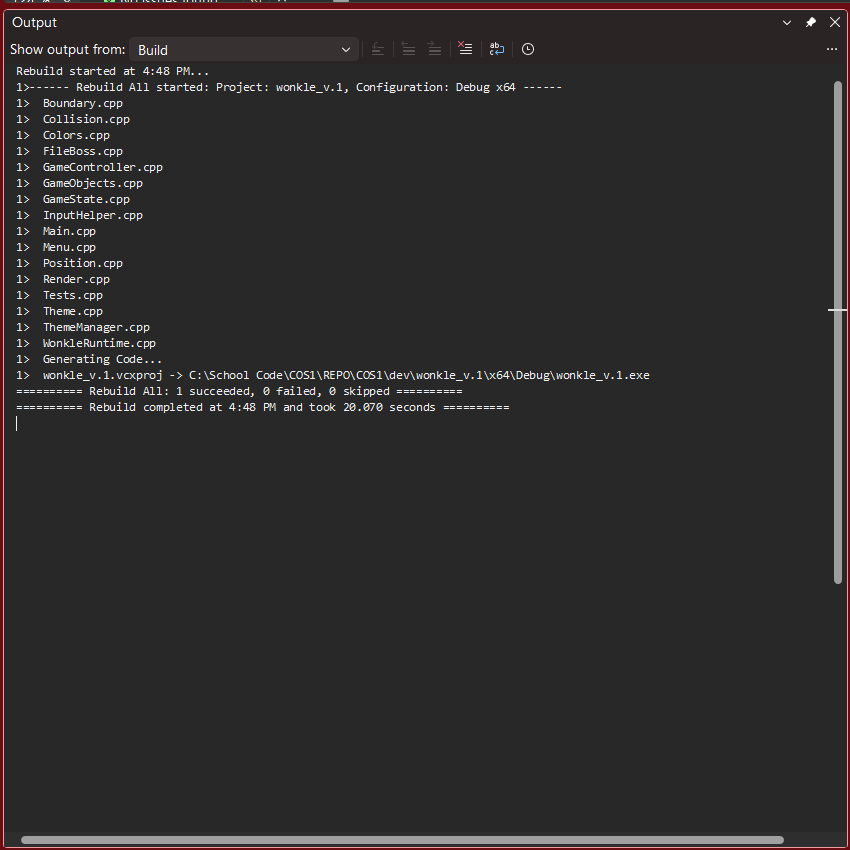 No issues found
Output
Show output from: Build
Rebuild started at 4:48 PM...
1>------ Rebuild All started: Project: wonkle_v.1, Configuration: Debug x64 ------
1>  Boundary.cpp
1>  Collision.cpp
1>  Colors.cpp
1>  FileBoss.cpp
1>  GameController.cpp
1>  GameObjects.cpp
1>  GameState.cpp
1>  InputHelper.cpp
1>  Main.cpp
1>  Menu.cpp
1>  Position.cpp
1>  Render.cpp
1>  Tests.cpp
1>  Theme.cpp
1>  ThemeManager.cpp
1>  WonkleRuntime.cpp
1>  Generating Code...
1>  wonkle_v.1.vcxproj -> C:\School Code\COS1\REPO\COS1\dev\wonkle_v.1\x64\Debug\wonkle_v.1.exe
========== Rebuild All: 1 succeeded, 0 failed, 0 skipped ==========
========== Rebuild completed at 4:48 PM and took 20.070 seconds ==========